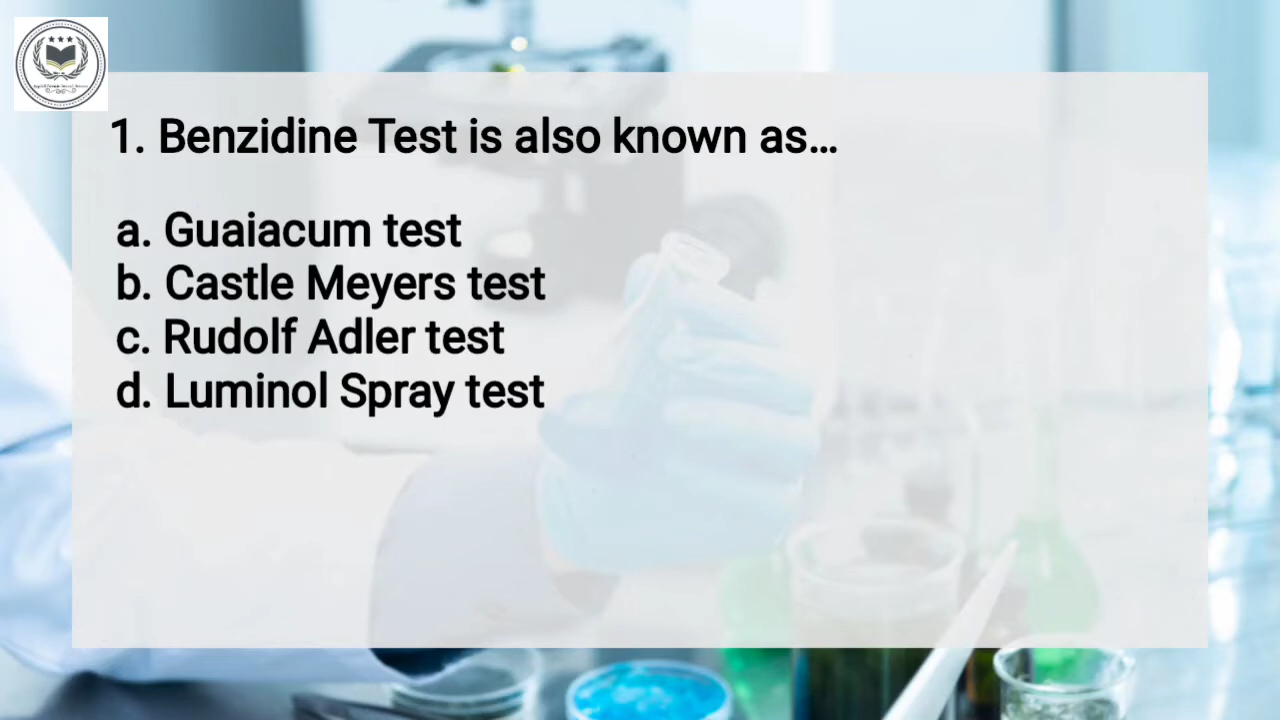 1. Benzidine Test is also known as...
a. Guaiacum test
b. Castle Meyers test
c. Rudolf Adler test
d. Luminol Spray test